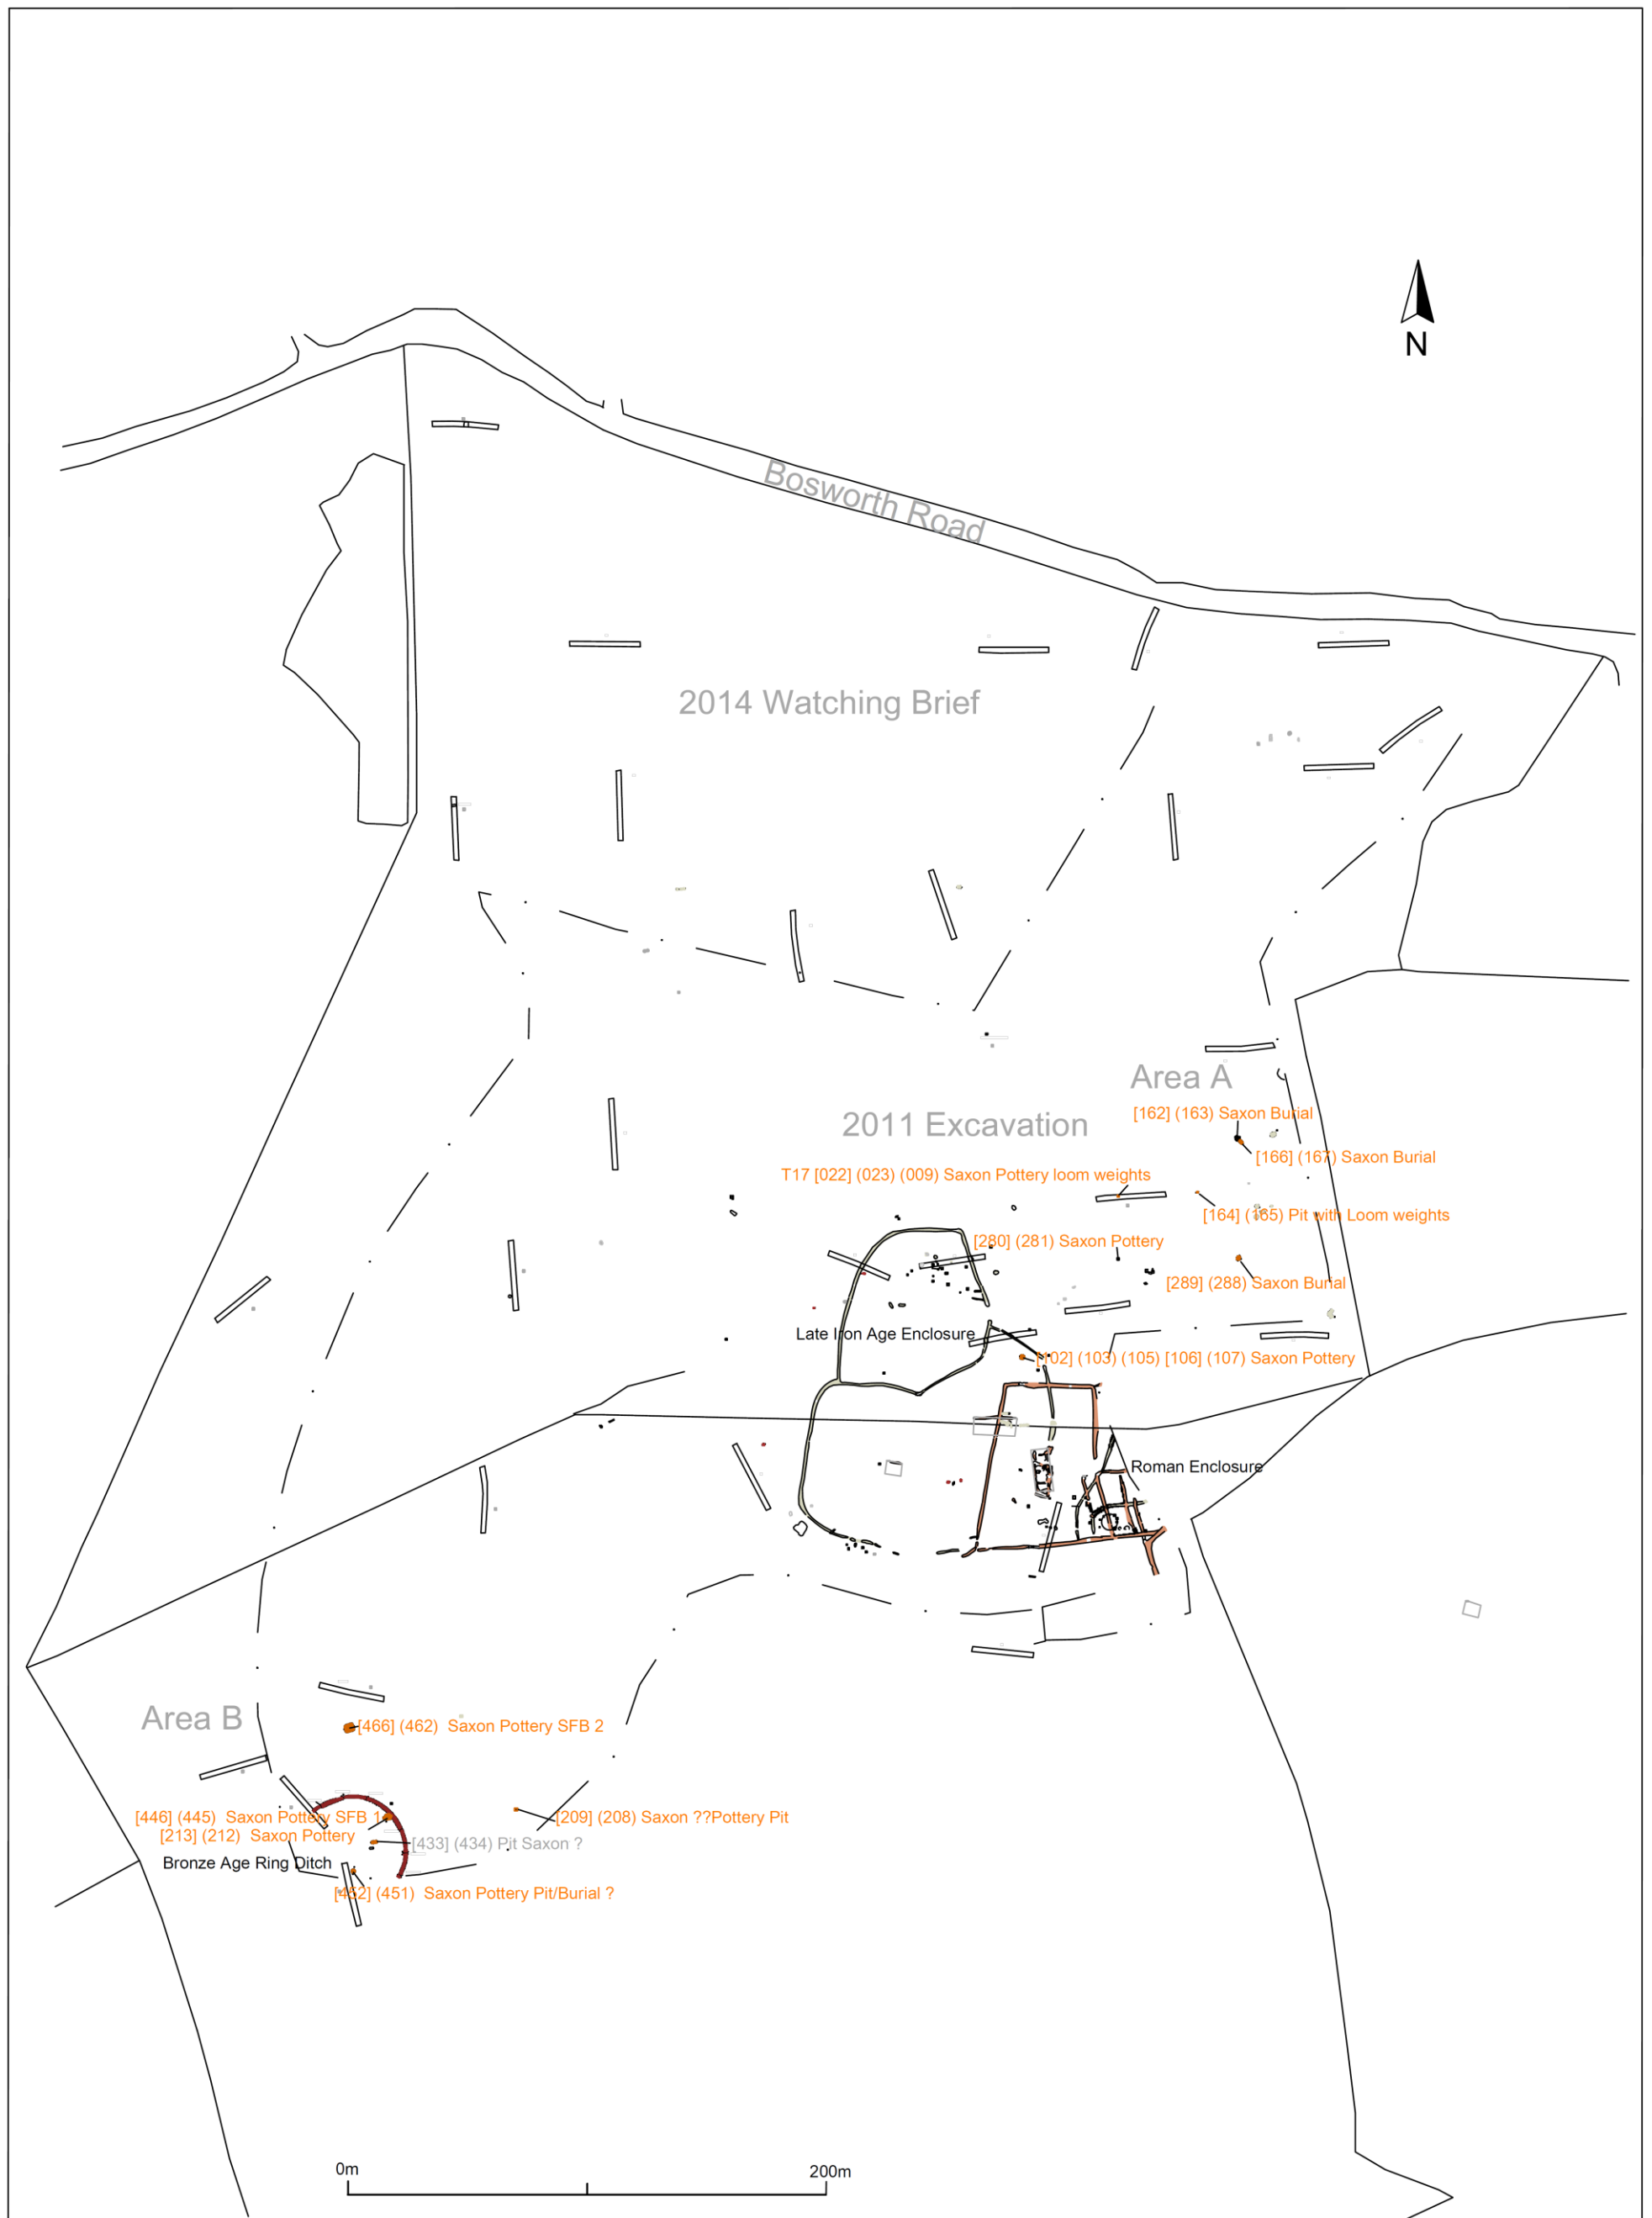 N
Bosworth Road
2014 Watching Brief
Area A
[162] (163) Saxon Burial
2011 Excavation
[166] (167) Saxon Burial
T17 [022] (023) (009) Saxon Pottery loom weights
[164] (165) Pit with Loom weights
[280] (281) Saxon Pottery
[289] (288) Saxon Burial
Late Iron Age Enclosure
[102] (103) (105) [106] (107) Saxon Pottery
Roman Enclosure
Area B
[466] (462) Saxon Pottery SFB 2
[446] (445) Saxon Pottery SFB 1
[209] (208) Saxon ??Pottery Pit
[213] (212) Saxon Pottery
[433] (434) Pit Saxon ?
Bronze Age Ring Ditch
[452] (451) Saxon Pottery Pit/Burial ?
0m
200m